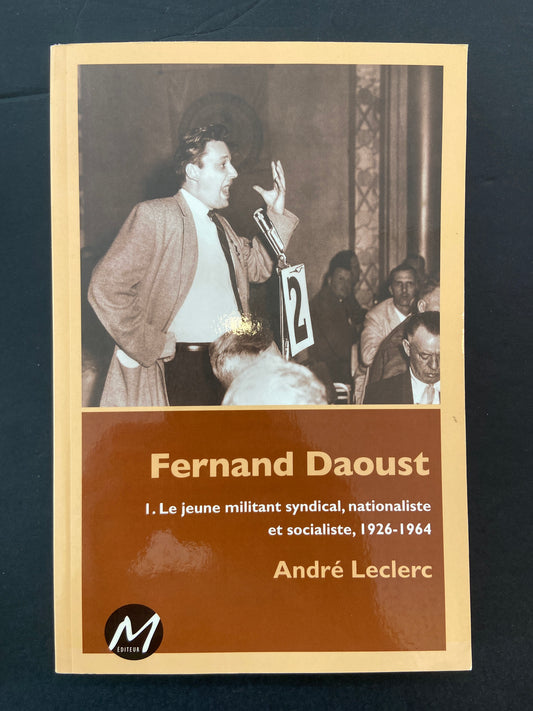 2
Fernand Daoust
1. Le jeune militant syndical, nationaliste
et socialiste, 1926-1964
André Leclerc
M
ÉDITEUR